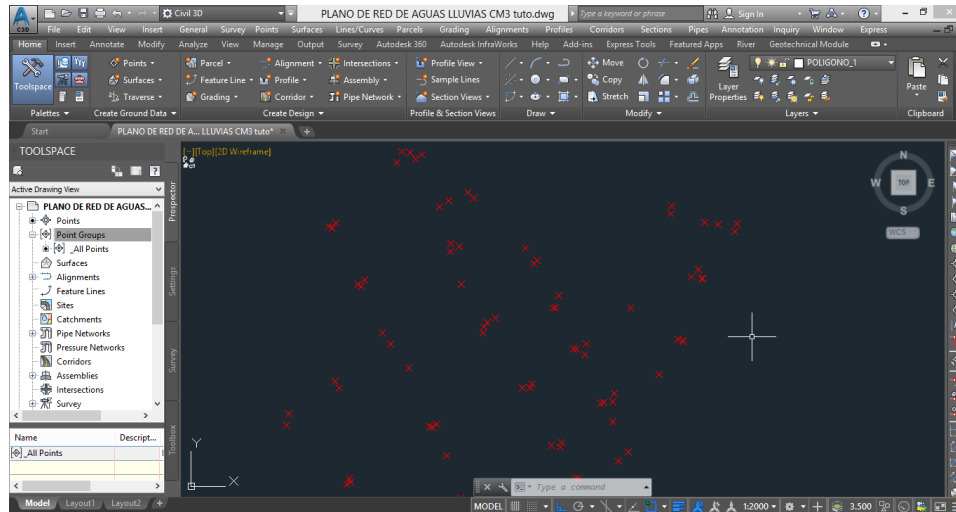 Civil 3D
PLANO DE RED DE AGUAS LLUVIAS CM3 tuto.dwg
Type a keyword or phrase
Sign In
C3D
File Edit View Insert General Survey Points Surfaces Lines/Curves Parcels Grading Alignments Profiles Corridors Sections Pipes Annotation Inquiry Window Express
Home Insert Annotate Modify Analyze View Manage Output Survey Autodesk 360 Autodesk InfraWorks Help Add-ins Express Tools Featured Apps River Geotechnical Module
Toolspace
Points
Surfaces
Traverse
Parcel
Feature Line
Grading
Alignment
Profile
Corridor
Intersections
Assembly
Pipe Network
Profile View
Sample Lines
Section Views
Move
Copy
Stretch
Layer
Properties
POLIGONO_1
Paste
Palettes Create Ground Data Create Design Profile & Section Views Draw Modify Layers Clipboard
Start PLANO DE RED DE A... LLUVIAS CM3 tuto*
TOOLSPACE
Active Drawing View
PLANO DE RED DE AGUAS...
Points
Point Groups
_All Points
Surfaces
Alignments
Feature Lines
Sites
Catchments
Pipe Networks
Pressure Networks
Corridors
Assemblies
Intersections
Survey
Name Descript...
_All Points
Prospector
Settings
Survey
Toolbox
[−][Top][2D Wireframe]
N
W TOP E
S
WCS
Y
X
Type a command
Model Layout1 Layout2 +
MODEL 1:2000 3.500